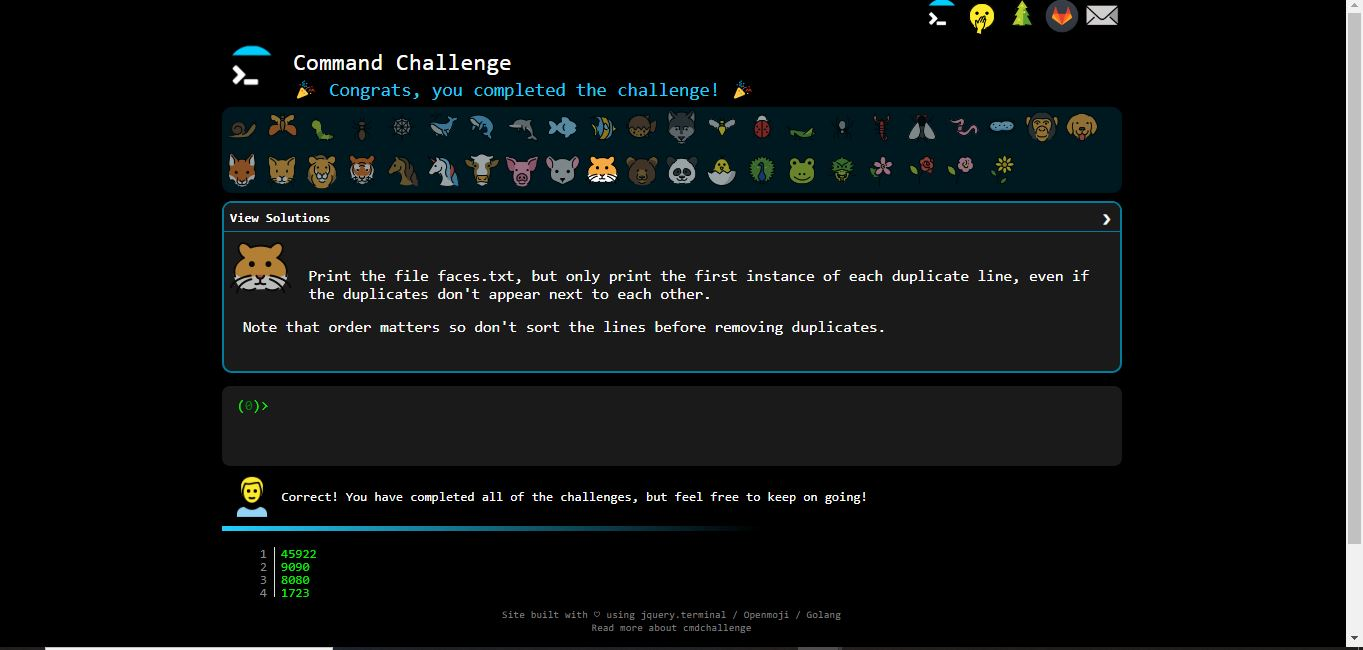 Command Challenge
🎉 Congrats, you completed the challenge! 🎉
View Solutions ❯
Print the file faces.txt, but only print the first instance of each duplicate line, even if
the duplicates don't appear next to each other.
Note that order matters so don't sort the lines before removing duplicates.
(0)>
Correct! You have completed all of the challenges, but feel free to keep on going!
1 45922
2 9090
3 8080
4 1723
Site built with ♡ using jquery.terminal / Openmoji / Golang
Read more about cmdchallenge